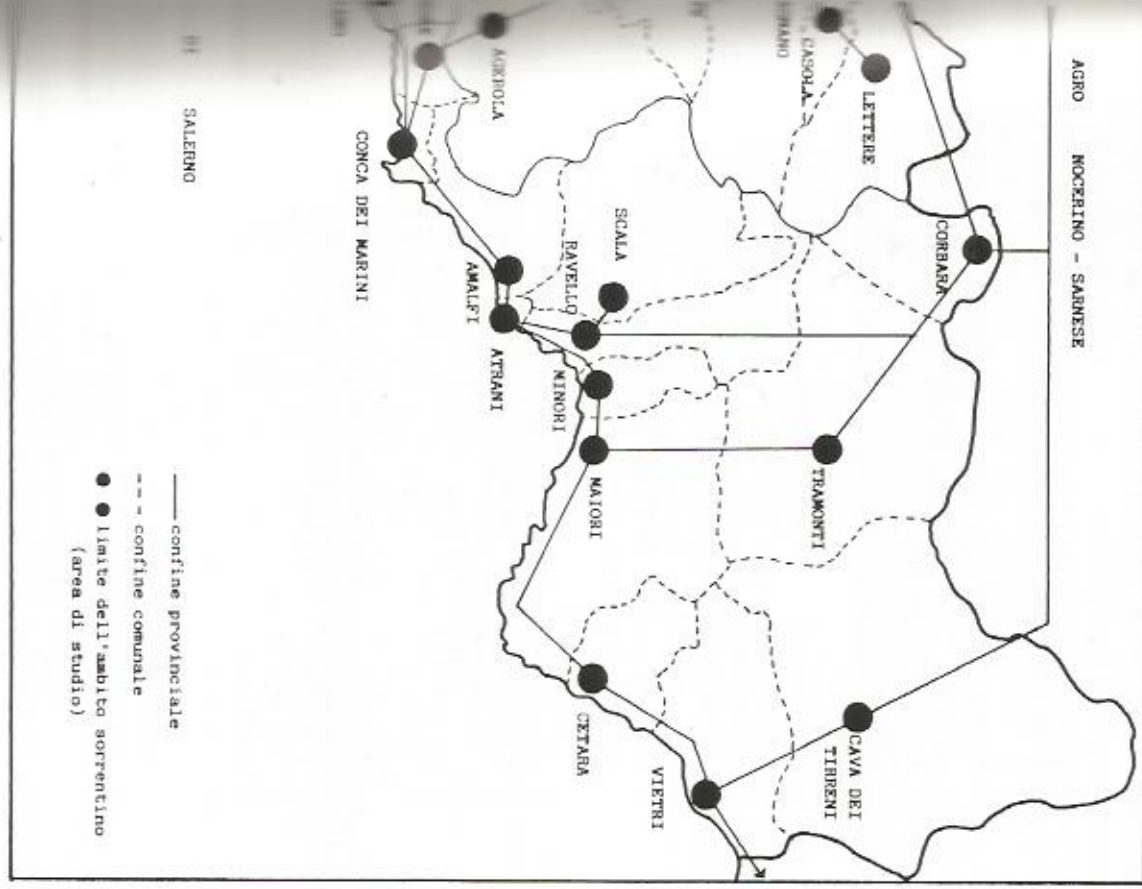 AGRO NOCERINO - SARNESE
LETTERE
CASOLA
CORBARA
AGEROLA
SCALA
RAVELLO
TRAMONTI
CAVA DEI
TIRRENI
CONCA DEI MARINI
AMALFI
ATRANI
MINORI
MAIORI
CETARA
VIETRI
SALERNO
confine provinciale
confine comunale
limite dell'ambito sorrentino
(area di studio)